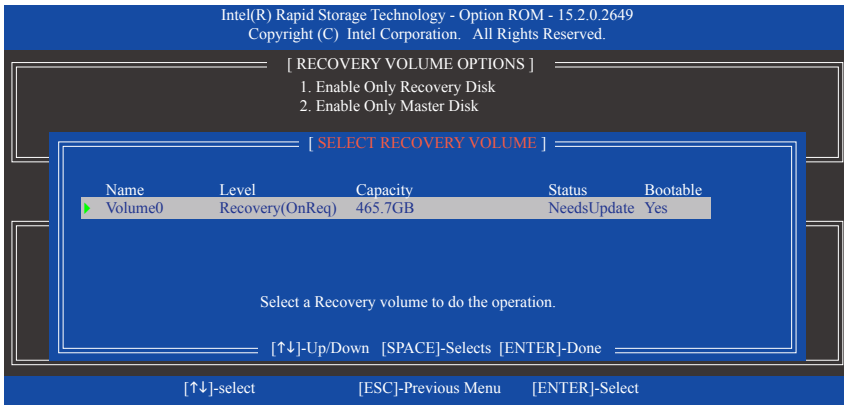 Intel(R) Rapid Storage Technology - Option ROM - 15.2.0.2649
Copyright (C) Intel Corporation. All Rights Reserved.
[ RECOVERY VOLUME OPTIONS ]
1. Enable Only Recovery Disk
2. Enable Only Master Disk
[ SELECT RECOVERY VOLUME ]
Name Level Capacity Status Bootable
Volume0 Recovery(OnReq) 465.7GB NeedsUpdate Yes
Select a Recovery volume to do the operation.
[↑↓]-Up/Down [SPACE]-Selects [ENTER]-Done
[↑↓]-select [ESC]-Previous Menu [ENTER]-Select